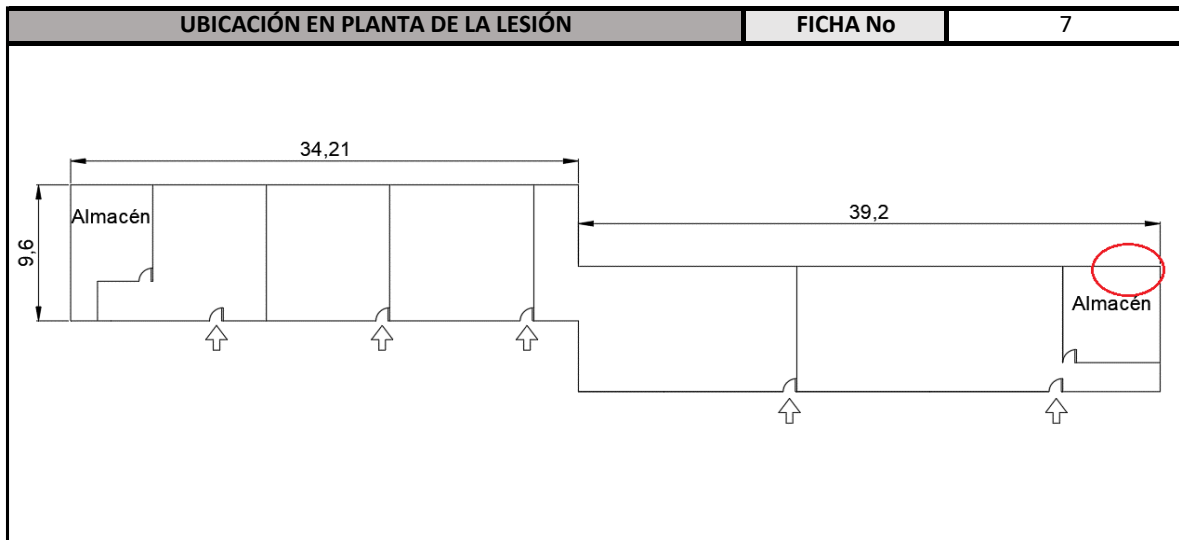 UBICACIÓN EN PLANTA DE LA LESIÓN FICHA No 7
34,21
39,2
Almacén
9,6
Almacén